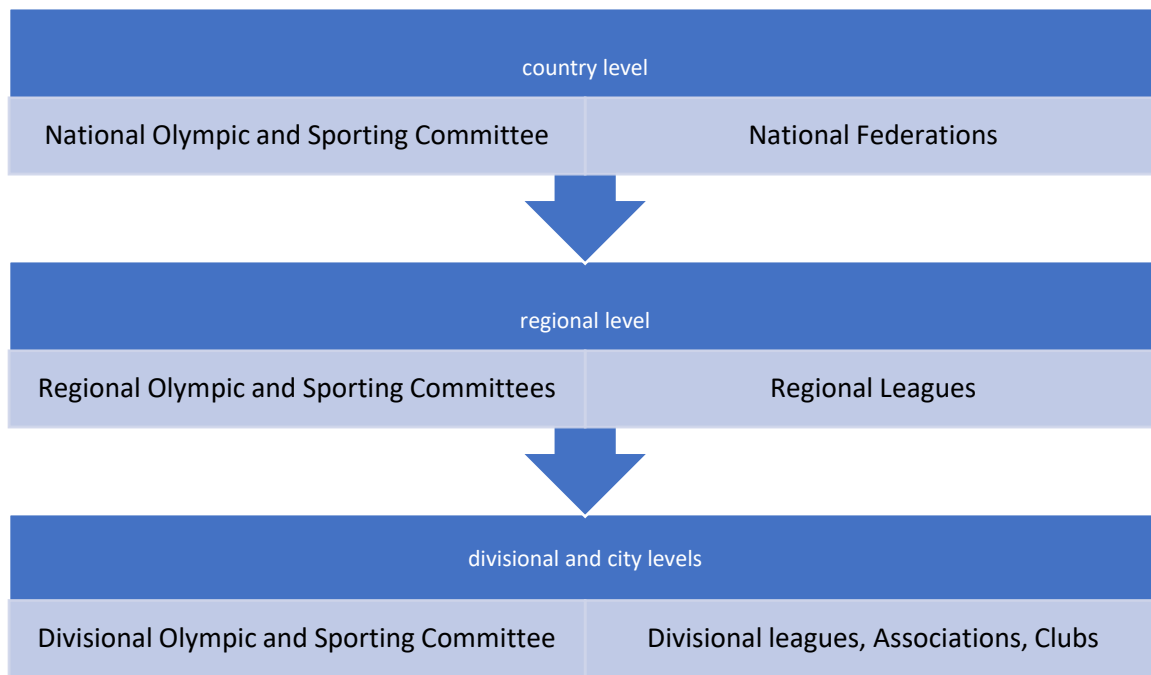 country level
National Olympic and Sporting Committee
National Federations
regional level
Regional Olympic and Sporting Committees
Regional Leagues
divisional and city levels
Divisional Olympic and Sporting Committee
Divisional leagues, Associations, Clubs